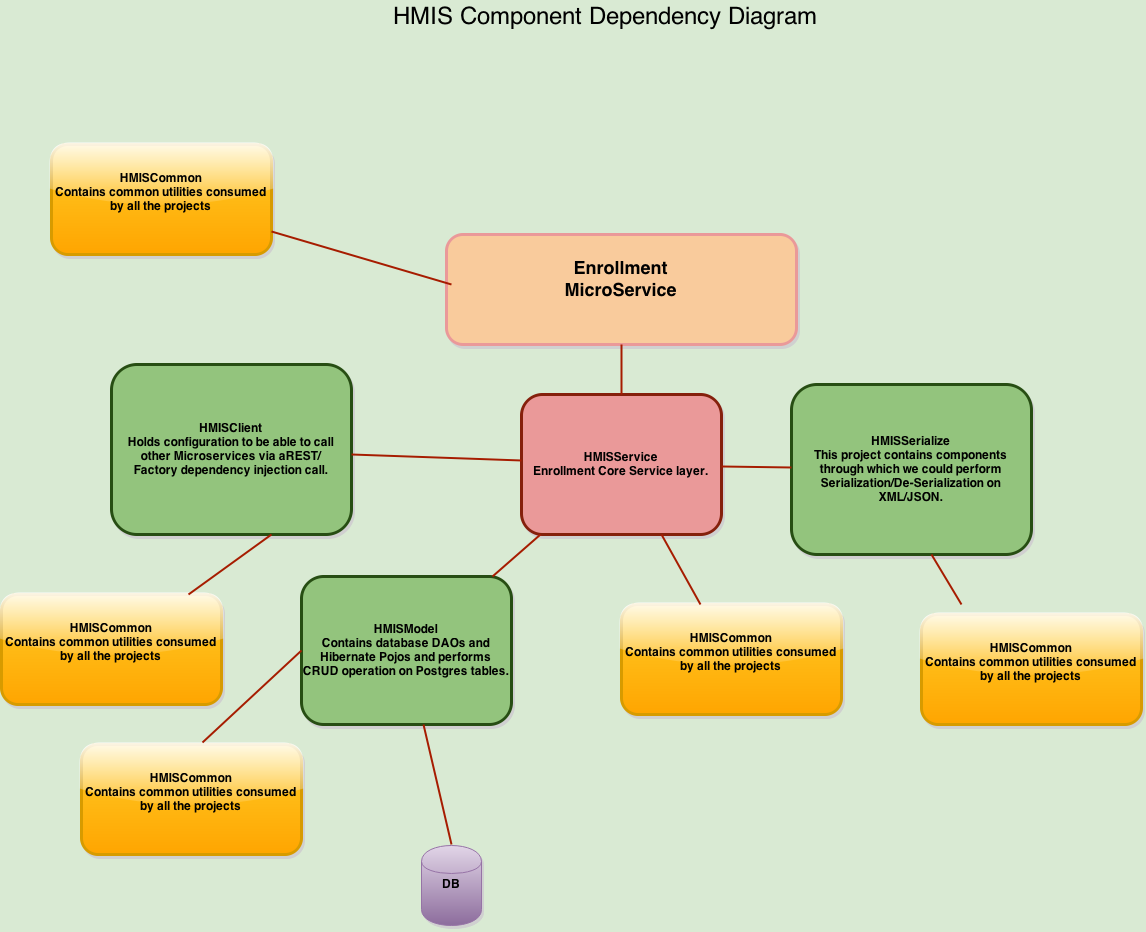 HMIS Component Dependency Diagram
HMISCommon
Contains common utilities consumed
by all the projects
Enrollment
MicroService
HMISClient
Holds configuration to be able to call
other Microservices via aREST/
Factory dependency injection call.
HMISService
Enrollment Core Service layer.
HMISSerialize
This project contains components
through which we could perform
Serialization/De-Serialization on
XML/JSON.
HMISCommon
Contains common utilities consumed
by all the projects
HMISModel
Contains database DAOs and
Hibernate Pojos and performs
CRUD operation on Postgres tables.
HMISCommon
Contains common utilities consumed
by all the projects
HMISCommon
Contains common utilities consumed
by all the projects
HMISCommon
Contains common utilities consumed
by all the projects
DB